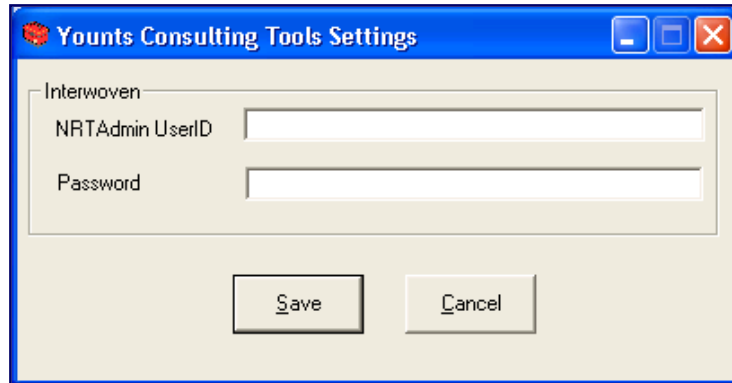 Younts Consulting Tools Settings
Interwoven
NRTAdmin UserID
Password
Save
Cancel